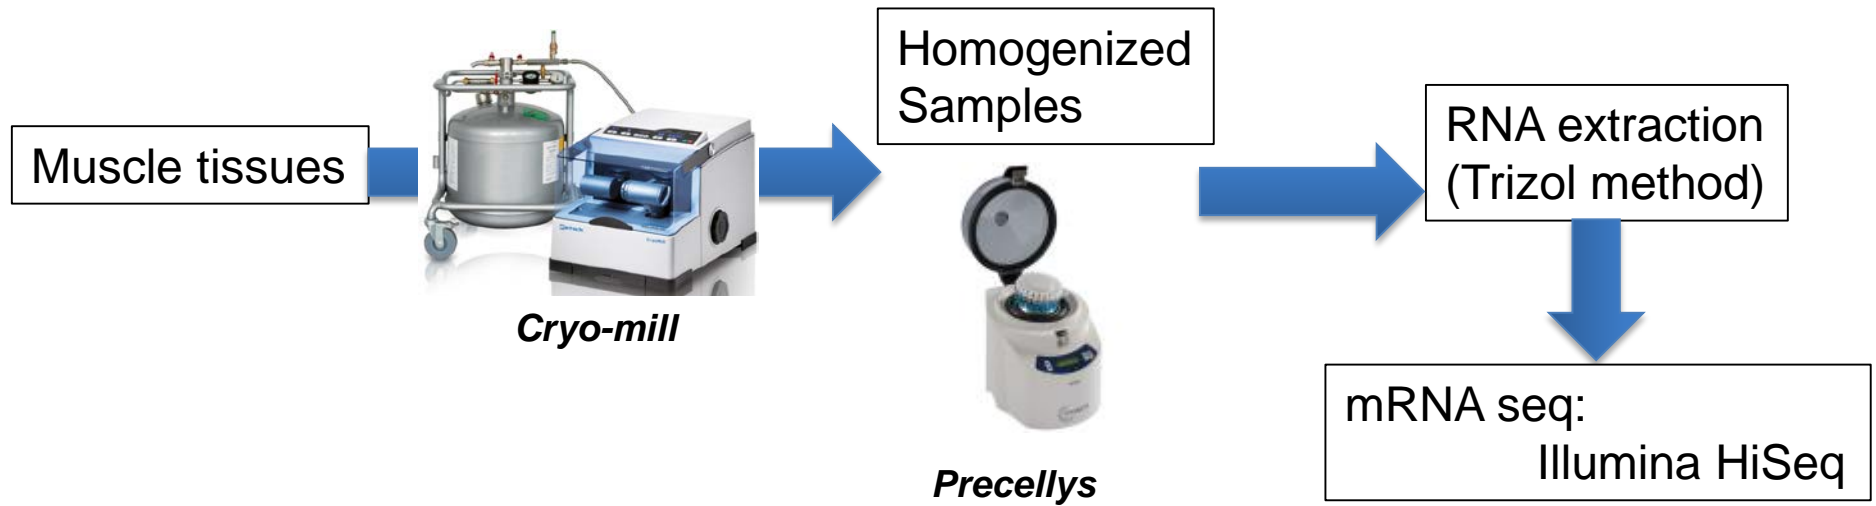 Muscle tissues
Cryo-mill
Homogenized
Samples
Precellys
RNA extraction
(Trizol method)
mRNA seq:
Illumina HiSeq